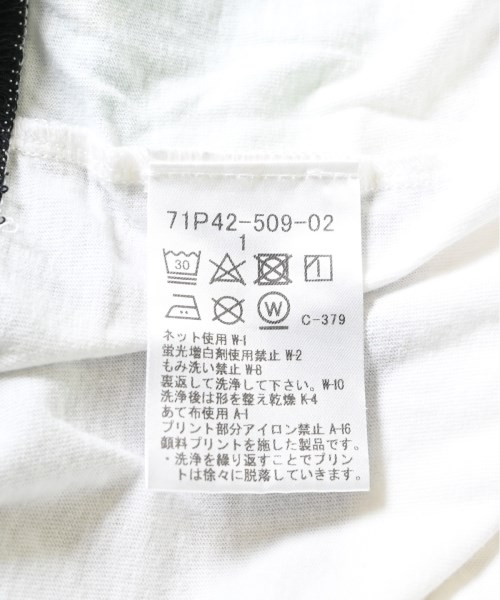 71P42-509-02
1
30
W
C-379
ネット使用 W-1
蛍光増白剤使用禁止 W-2
もみ洗い禁止 W-8
裏返して洗浄して下さい。W-10
洗浄後は形を整え乾燥 K-4
あて布使用 A-1
プリント部分アイロン禁止 A-16
顔料プリントを施した製品です。
・洗浄を繰り返すことでプリン
トは徐々に脱落していきます。